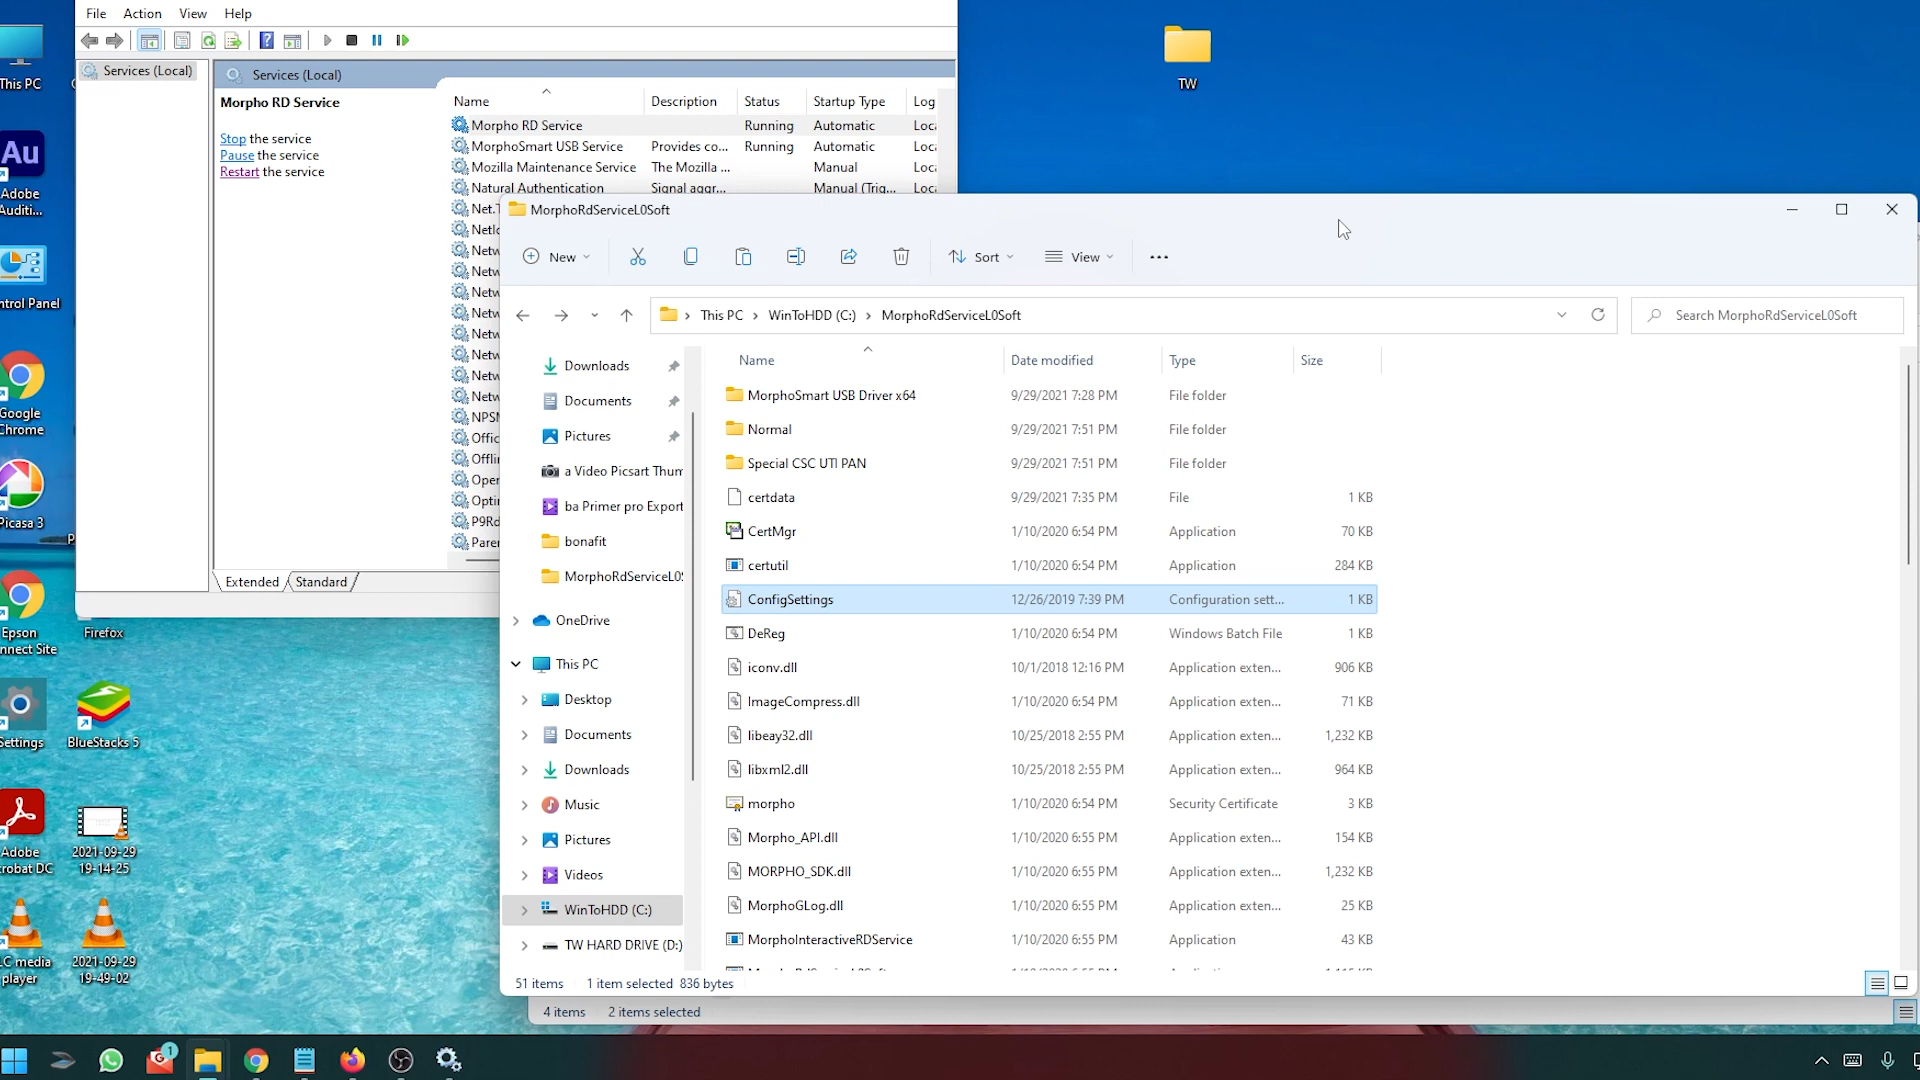 File Action View Help
Services (Local)
Services (Local)
Morpho RD Service
Stop the service
Pause the service
Restart the service
Name Description Status Startup Type Log
Morpho RD Service Running Automatic
MorphoSmart USB Service Provides co... Running Automatic
Mozilla Maintenance Service The Mozilla ... Manual
Natural Authentication Signal aggr... Manual (Trig...
Extended Standard
This PC
Adobe
Auditi...
Google
Chrome
Picasa 3
Epson
Firefox
BlueStacks 5
Adobe
player
2021-09-29
19-14-25
2021-09-29
19-49-02
TW
MorphoRdServiceL0Soft
New Sort View
This PC WinToHDD (C:) MorphoRdServiceL0Soft
Search MorphoRdServiceL0Soft
Downloads
Documents
Pictures
a Video Picsart Thum
ba Primer pro Export
bonafit
MorphoRdServiceL0S
OneDrive
This PC
Desktop
Documents
Downloads
Music
Pictures
Videos
WinToHDD (C:)
TW HARD DRIVE (D:)
Name Date modified Type Size
MorphoSmart USB Driver x64 9/29/2021 7:28 PM File folder
Normal 9/29/2021 7:51 PM File folder
Special CSC UTI PAN 9/29/2021 7:51 PM File folder
certdata 9/29/2021 7:35 PM File 1 KB
CertMgr 1/10/2020 6:54 PM Application 70 KB
certutil 1/10/2020 6:54 PM Application 284 KB
ConfigSettings 12/26/2019 7:39 PM Configuration sett... 1 KB
DeReg 1/10/2020 6:54 PM Windows Batch File 1 KB
iconv.dll 10/1/2018 12:16 PM Application exten... 906 KB
ImageCompress.dll 1/10/2020 6:54 PM Application exten... 71 KB
libeay32.dll 10/25/2018 2:55 PM Application exten... 1,232 KB
libxml2.dll 10/25/2018 2:55 PM Application exten... 964 KB
morpho 1/10/2020 6:54 PM Security Certificate 3 KB
Morpho_API.dll 1/10/2020 6:55 PM Application exten... 154 KB
MORPHO_SDK.dll 1/10/2020 6:55 PM Application exten... 1,232 KB
MorphoGLog.dll 1/10/2020 6:55 PM Application exten... 25 KB
MorphoInteractiveRDService 1/10/2020 6:55 PM Application 43 KB
51 items 1 item selected 836 bytes
4 items 2 items selected